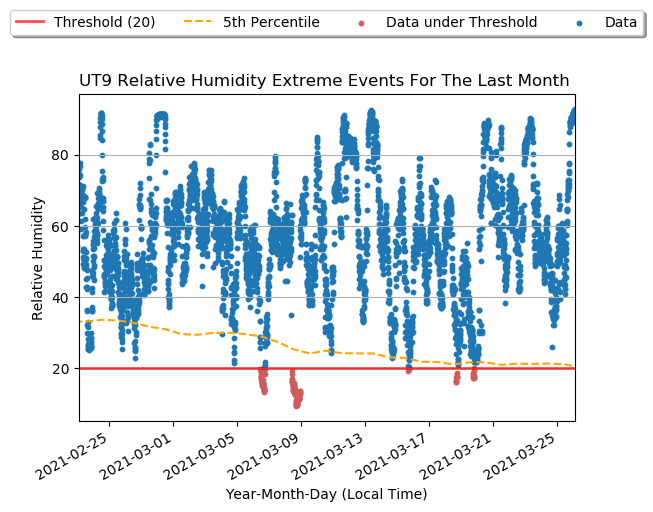 Threshold (20) 5th Percentile Data under Threshold Data
UT9 Relative Humidity Extreme Events For The Last Month
Relative Humidity
80
60
40
20
2021-02-25 2021-03-01 2021-03-05 2021-03-09 2021-03-13 2021-03-17 2021-03-21 2021-03-25
Year-Month-Day (Local Time)